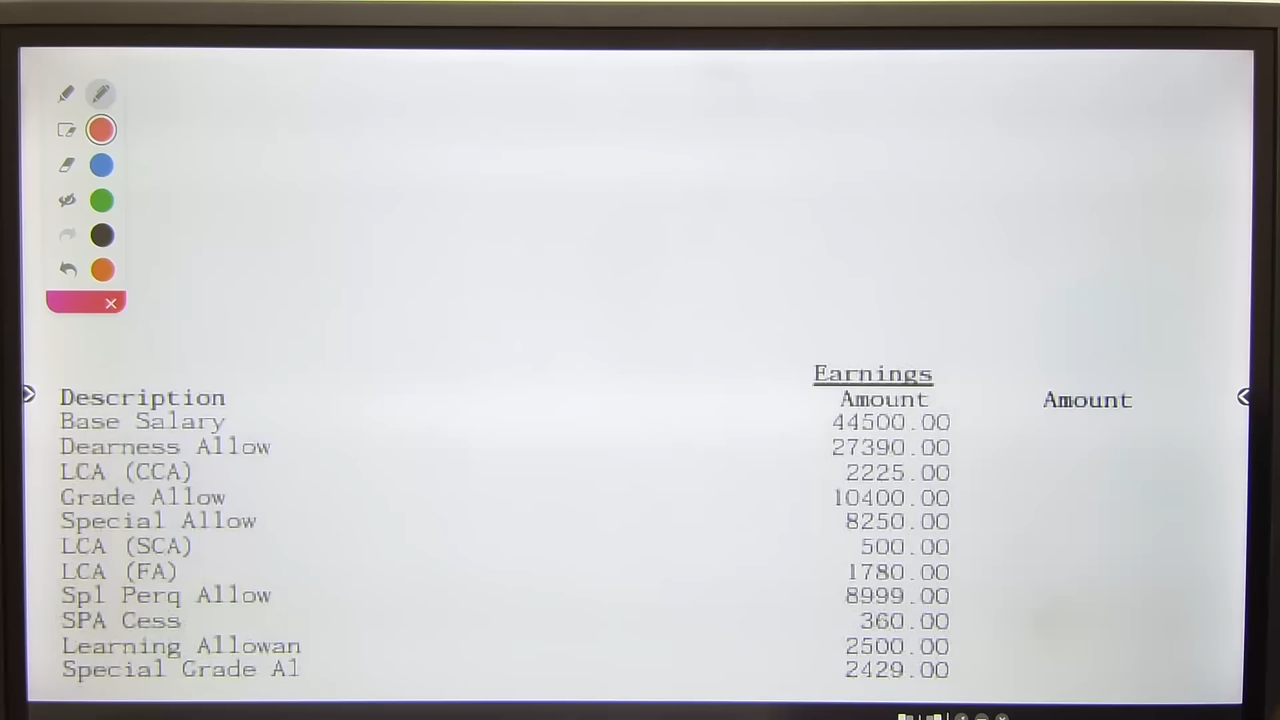 Earnings
Description Amount Amount
Base Salary 44500.00
Dearness Allow 27390.00
LCA (CCA) 2225.00
Grade Allow 10400.00
Special Allow 8250.00
LCA (SCA) 500.00
LCA (FA) 1780.00
Spl Perq Allow 8999.00
SPA Cess 360.00
Learning Allowan 2500.00
Special Grade Al 2429.00